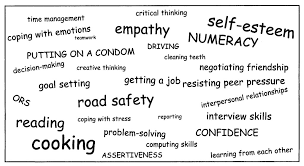 time management
critical thinking
self-esteem
coping with emotions
empathy
teamwork
NUMERACY
PUTTING ON A CONDOM
DRIVING
cleaning teeth
decision-making
creative thinking
negotiating friendship
goal setting
getting a job
resisting peer pressure
ORS
road safety
interpersonal relationships
reading
coping with stress
reporting
interview skills
problem-solving
CONFIDENCE
cooking
computing skills
ASSERTIVENESS
learning from each other